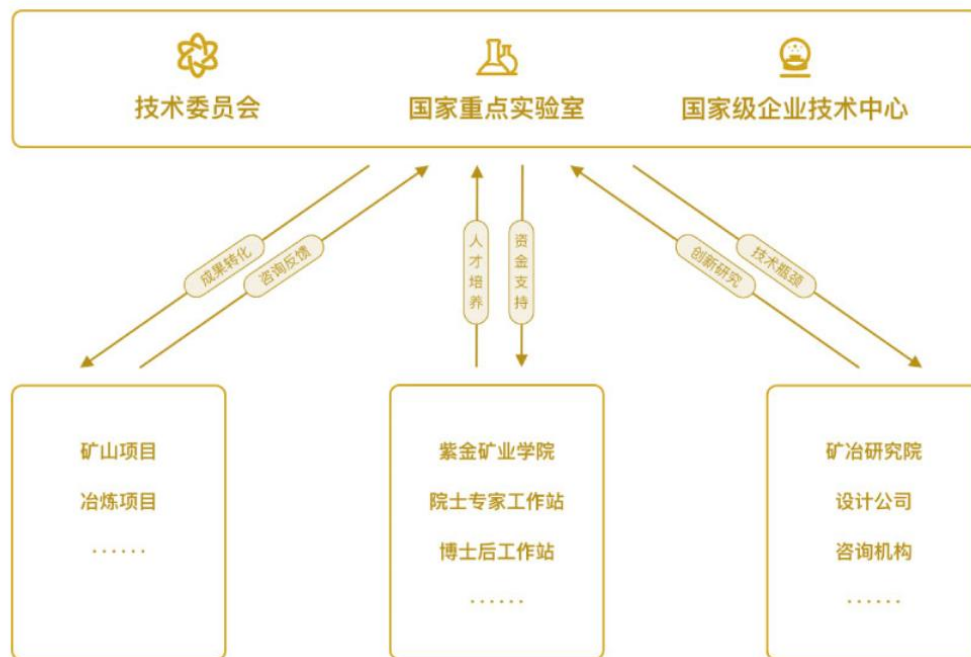 技术委员会
国家重点实验室
国家级企业技术中心
成果转化
咨询反馈
人才培养
资金支持
创新研究
技术瓶颈
矿山项目
冶炼项目
······
紫金矿业学院
院士专家工作站
博士后工作站
······
矿冶研究院
设计公司
咨询机构
······